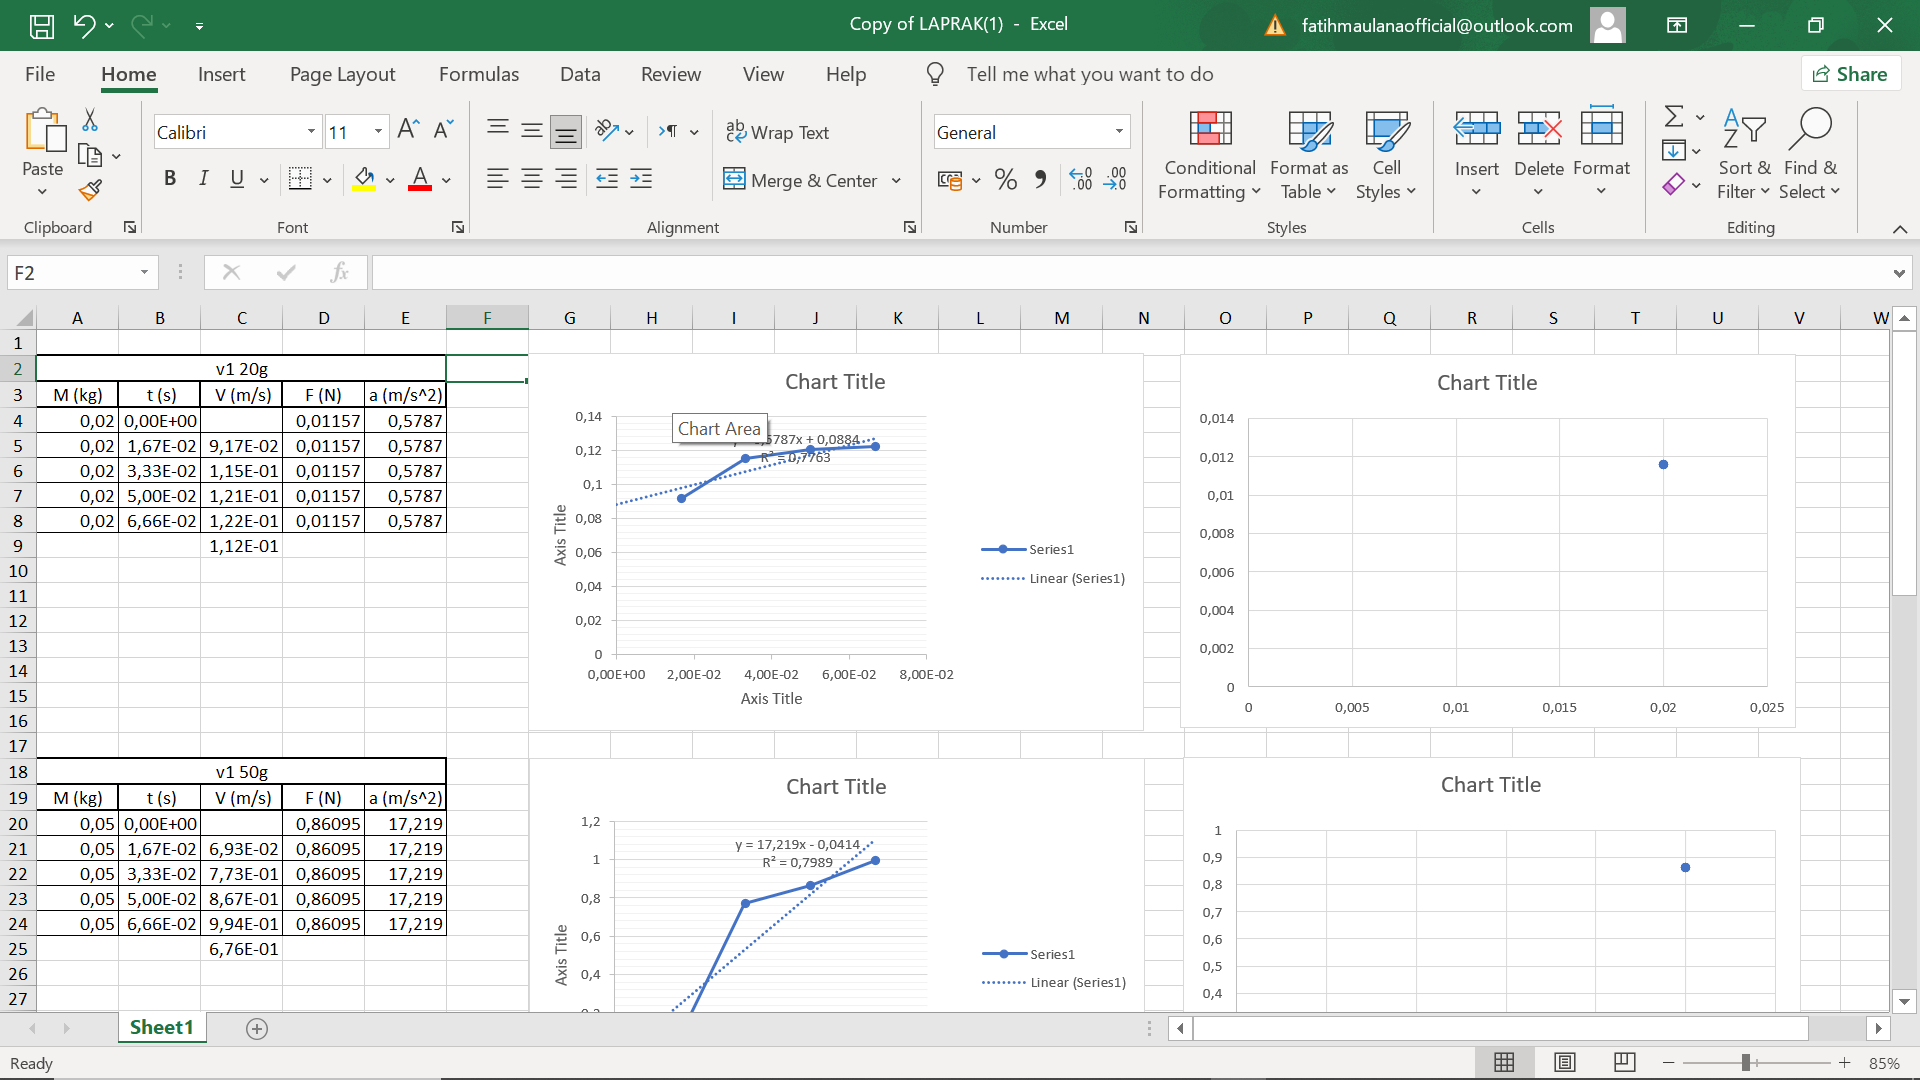 Copy of LAPRAK(1) - Excel
fatihmaulanaofficial@outlook.com
File Home Insert Page Layout Formulas Data Review View Help Tell me what you want to do Share
Paste
Clipboard
Calibri 11
B I U
Font
Wrap Text
Merge & Center
Alignment
General
Number
Conditional Formatting
Format as Table
Cell Styles
Styles
Insert Delete Format
Cells
Sort & Filter
Find & Select
Editing
F2 fx
A B C D E F G H I J K L M N O P Q R S T U V W
1
2 v1 20g
3 M (kg) t (s) V (m/s) F (N) a (m/s^2)
4 0,02 0,00E+00 0,01157 0,5787
5 0,02 1,67E-02 9,17E-02 0,01157 0,5787
6 0,02 3,33E-02 1,15E-01 0,01157 0,5787
7 0,02 5,00E-02 1,21E-01 0,01157 0,5787
8 0,02 6,66E-02 1,22E-01 0,01157 0,5787
9 1,12E-01
10
11
12
13
14
15
16
17
18 v1 50g
19 M (kg) t (s) V (m/s) F (N) a (m/s^2)
20 0,05 0,00E+00 0,86095 17,219
21 0,05 1,67E-02 6,93E-02 0,86095 17,219
22 0,05 3,33E-02 7,73E-01 0,86095 17,219
23 0,05 5,00E-02 8,67E-01 0,86095 17,219
24 0,05 6,66E-02 9,94E-01 0,86095 17,219
25 6,76E-01
26
27
Chart Title
Chart Area
5787x + 0,0884
R² = 0,7763
0,14
0,12
0,1
0,08
0,06
0,04
0,02
0
0,00E+00 2,00E-02 4,00E-02 6,00E-02 8,00E-02
Axis Title
Axis Title
Series1
Linear (Series1)
Chart Title
0,014
0,012
0,01
0,008
0,006
0,004
0,002
0
0 0,005 0,01 0,015 0,02 0,025
Chart Title
y = 17,219x - 0,0414
R² = 0,7989
1,2
1
0,8
0,6
0,4
Axis Title
Series1
Linear (Series1)
Chart Title
1
0,9
0,8
0,7
0,6
0,5
0,4
Sheet1
Ready
85%